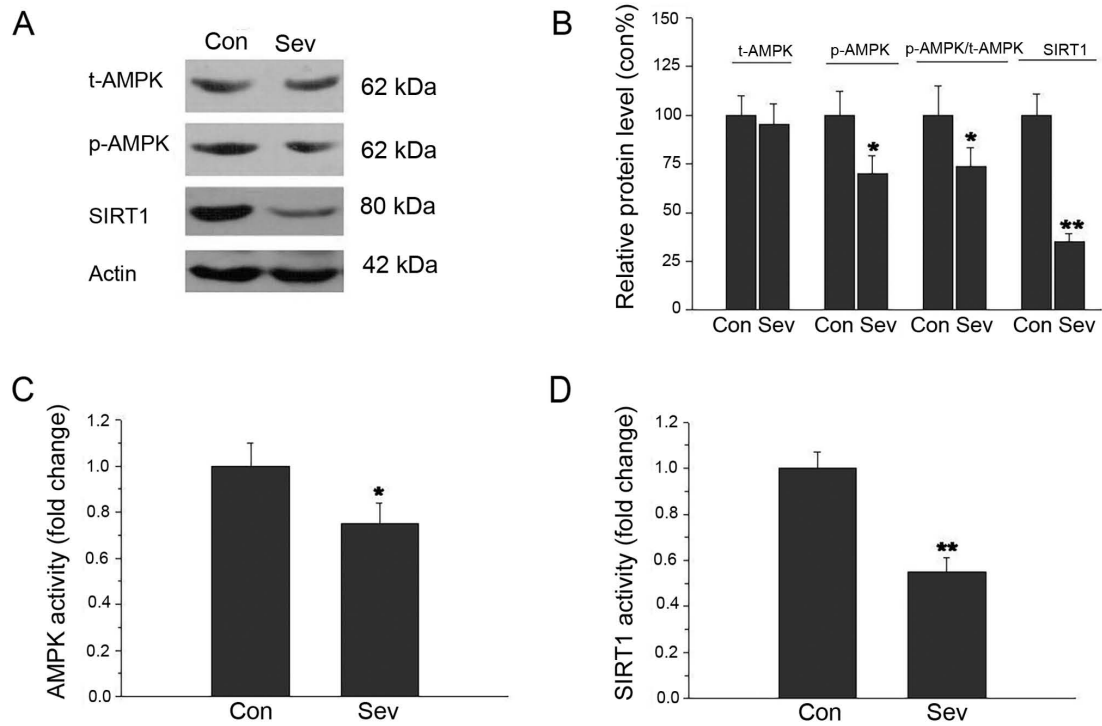 A
Con Sev
t-AMPK 62 kDa
p-AMPK 62 kDa
SIRT1 80 kDa
Actin 42 kDa
B
Relative protein level (con%)
150
125
100
75
50
25
0
t-AMPK p-AMPK p-AMPK/t-AMPK SIRT1
*
*
**
Con Sev Con Sev Con Sev Con Sev
C
AMPK activity (fold change)
1.2
1.0
0.8
0.6
0.4
0.2
0.0
*
Con Sev
D
SIRT1 activity (fold change)
1.2
1.0
0.8
0.6
0.4
0.2
0.0
**
Con Sev